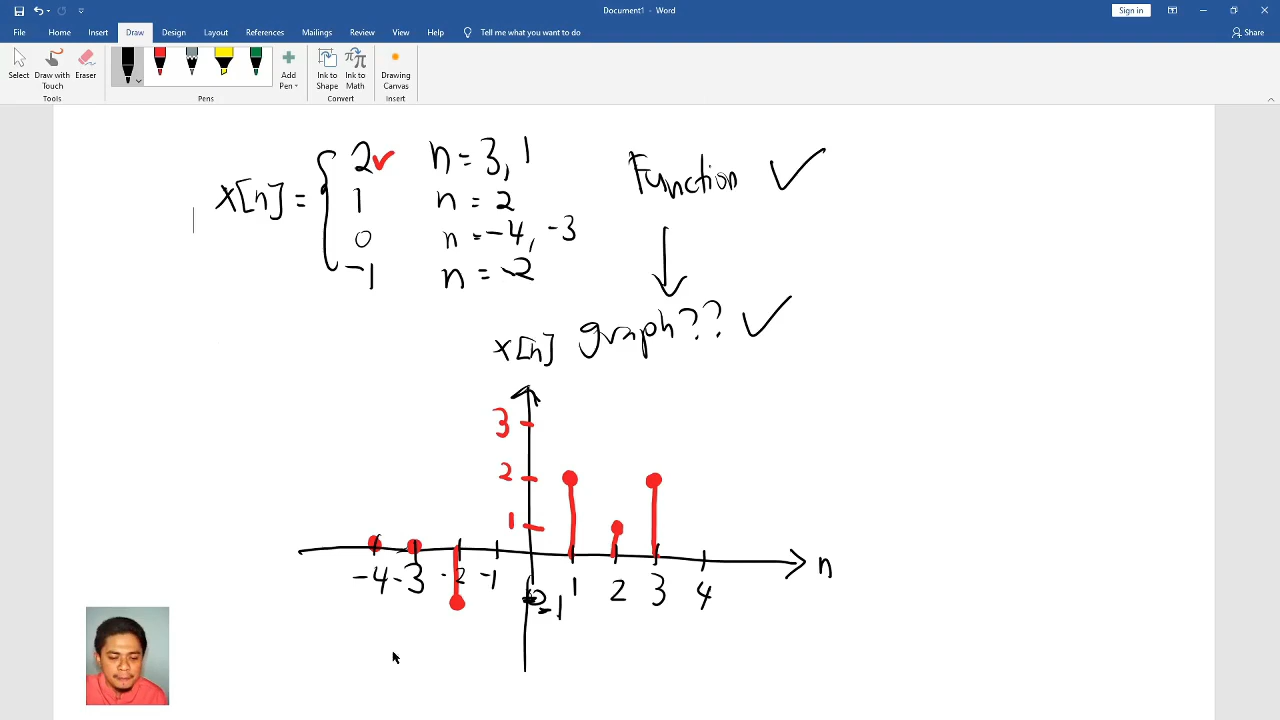 Document1 - Word
Sign in
File Home Insert Draw Design Layout References Mailings Review View Help Tell me what you want to do Share
Select Draw with Touch Eraser Add Pen Ink to Shape Ink to Math Drawing Canvas
Tools Pens Convert Insert
x[n] = { 2 n = 3, 1
1 n = 2
0 n = -4, -3
-1 n = -2
Function ✓
graph?? ✓
x[n]
3
2
1
-4 -3 -2 -1 0 1 2 3 4 n
-1